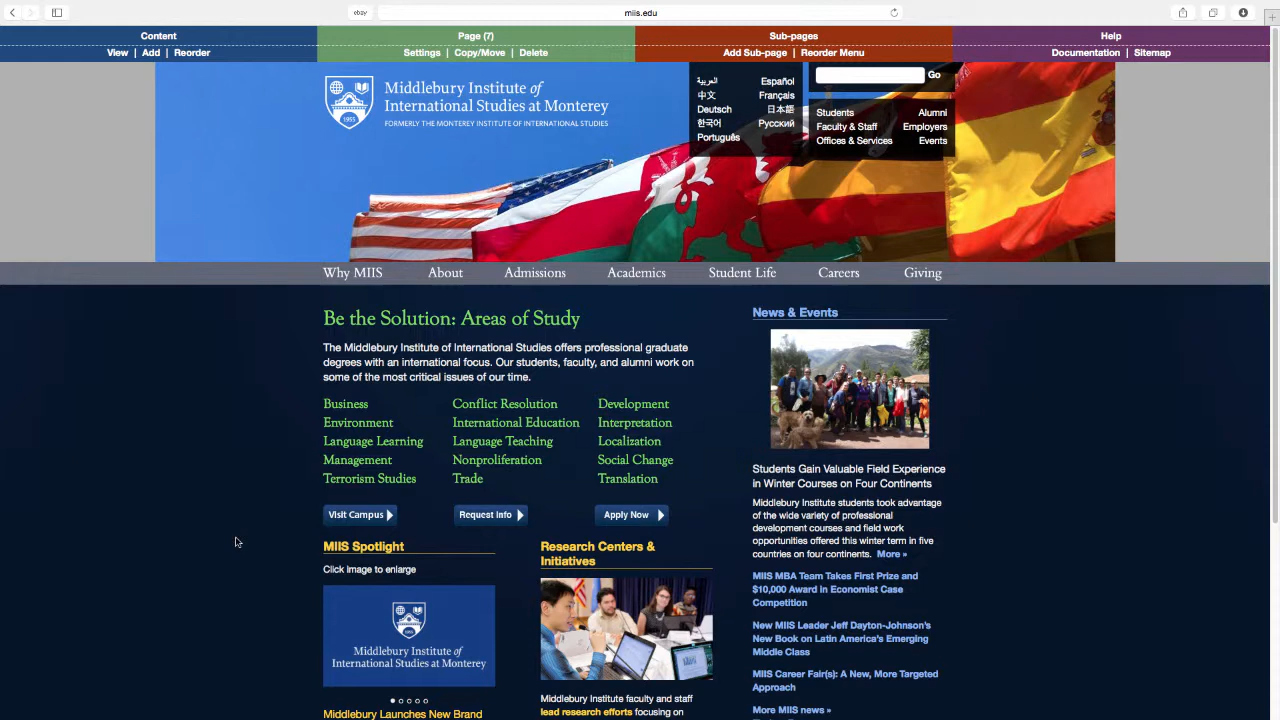 ebay
miis.edu
Content
View | Add | Reorder
Page (7)
Settings | Copy/Move | Delete
Sub-pages
Add Sub-page | Reorder Menu
Help
Documentation | Sitemap
1955
Middlebury Institute of
International Studies at Monterey
FORMERLY THE MONTEREY INSTITUTE OF INTERNATIONAL STUDIES
العربية Español
中文 Français
Deutsch 日本語
한국어 Русский
Português
Go
Students Alumni
Faculty & Staff Employers
Offices & Services Events
Why MIIS About Admissions Academics Student Life Careers Giving
Be the Solution: Areas of Study
The Middlebury Institute of International Studies offers professional graduate
degrees with an international focus. Our students, faculty, and alumni work on
some of the most critical issues of our time.
Business Conflict Resolution Development
Environment International Education Interpretation
Language Learning Language Teaching Localization
Management Nonproliferation Social Change
Terrorism Studies Trade Translation
Visit Campus Request Info Apply Now
MIIS Spotlight
Click image to enlarge
1955
Middlebury Institute of
International Studies at Monterey
Middlebury Launches New Brand
Research Centers &
Initiatives
Middlebury Institute faculty and staff
lead research efforts focusing on
News & Events
Students Gain Valuable Field Experience
in Winter Courses on Four Continents
Middlebury Institute students took advantage
of the wide variety of professional
development courses and field work
opportunities offered this winter term in five
countries on four continents. More »
MIIS MBA Team Takes First Prize and
$10,000 Award in Economist Case
Competition
New MIIS Leader Jeff Dayton-Johnson's
New Book on Latin America's Emerging
Middle Class
MIIS Career Fair(s): A New, More Targeted
Approach
More MIIS news »